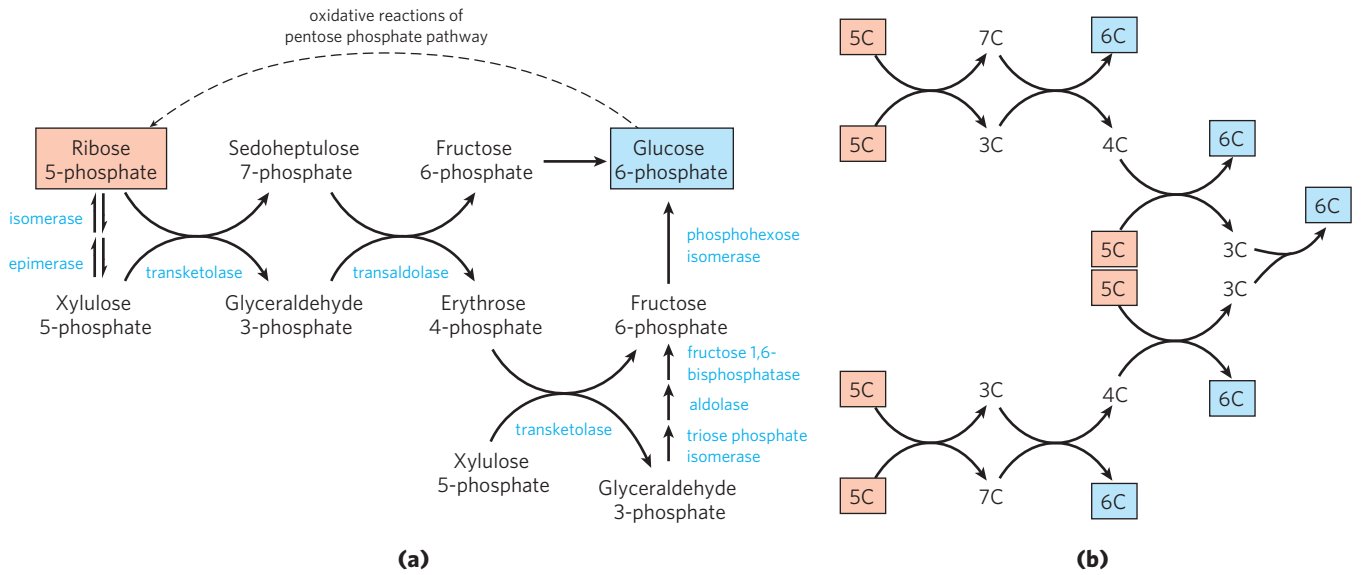 oxidative reactions of
pentose phosphate pathway
Ribose
5-phosphate
Sedoheptulose
7-phosphate
Fructose
6-phosphate
Glucose
6-phosphate
isomerase
epimerase
transketolase
transaldolase
phosphohexose
isomerase
Xylulose
5-phosphate
Glyceraldehyde
3-phosphate
Erythrose
4-phosphate
Fructose
6-phosphate
fructose 1,6-
bisphosphatase
aldolase
triose phosphate
isomerase
transketolase
Xylulose
5-phosphate
Glyceraldehyde
3-phosphate
(a)
5C
7C
6C
5C
3C
4C
6C
6C
5C
3C
5C
3C
5C
3C
4C
6C
5C
7C
6C
(b)